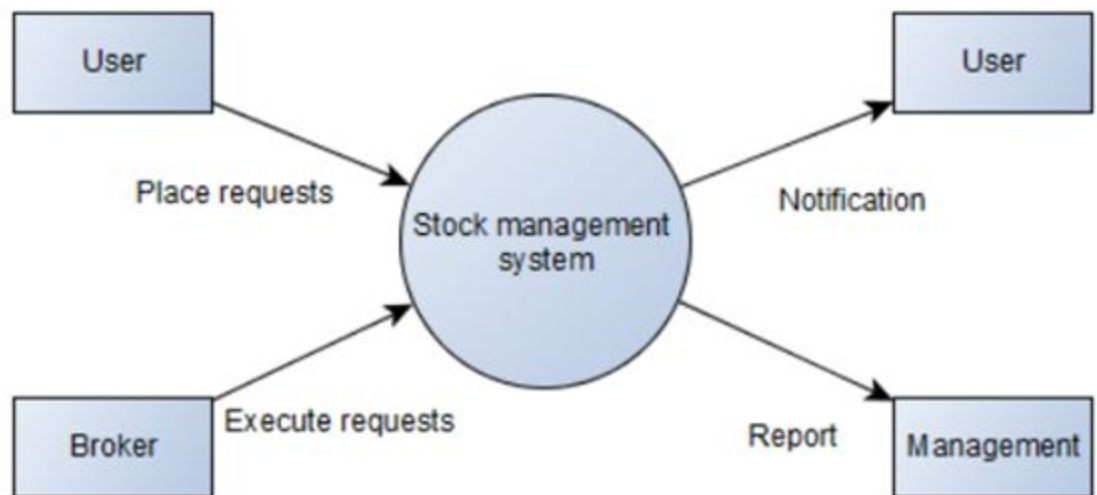 User
User
Place requests
Notification
Stock management
system
Execute requests
Report
Broker
Management